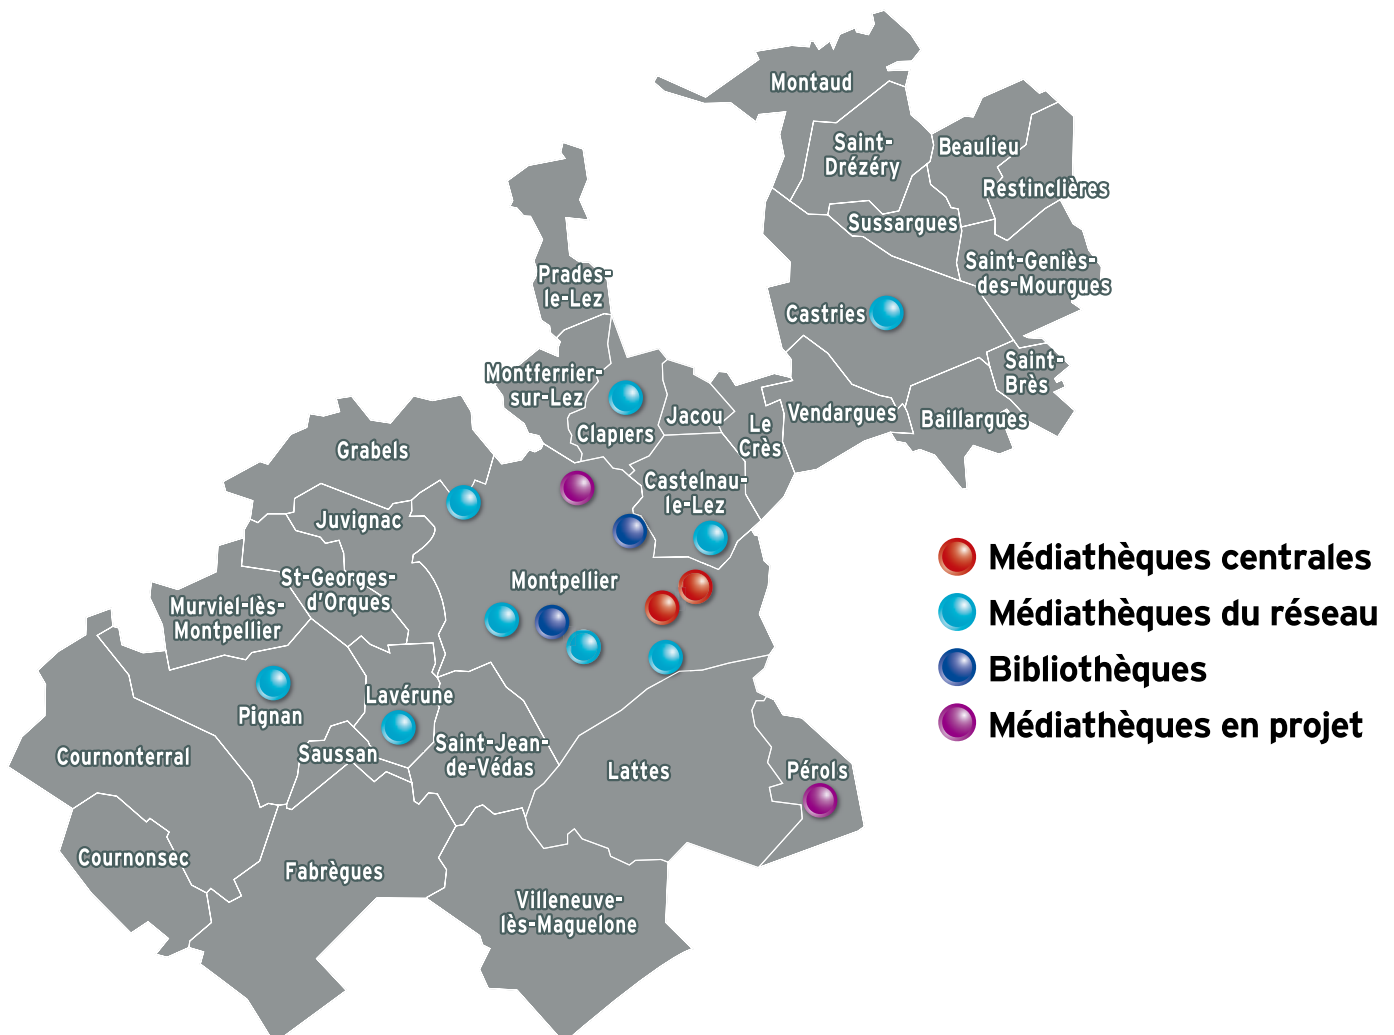 Montaud
Saint-
Drézéry
Beaulieu
Restinclières
Sussargues
Saint-Geniès-
des-Mourgues
Prades-
le-Lez
Castries
Montferrier-
sur-Lez
Saint-
Brès
Jacou
Le
Crès
Vendargues
Baillargues
Clapiers
Grabels
Castelnau-
le-Lez
Juvignac
Montpellier
St-Georges-
d'Orques
Murviel-lès-
Montpellier
Lavérune
Pignan
Saussan
Saint-Jean-
de-Védas
Cournonterral
Lattes
Pérols
Cournonsec
Fabrègues
Villeneuve-
lès-Maguelone
Médiathèques centrales
Médiathèques du réseau
Bibliothèques
Médiathèques en projet